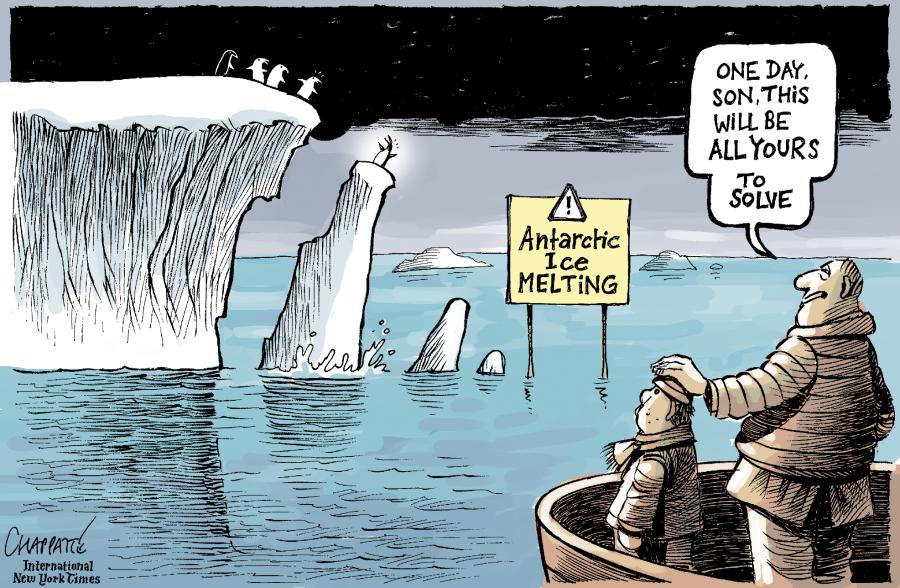 ONE DAY,
SON, THIS
WILL BE
ALL YOURS
TO
SOLVE
!
Antarctic
Ice
MELTING
CHAPPATTE
International
New York Times